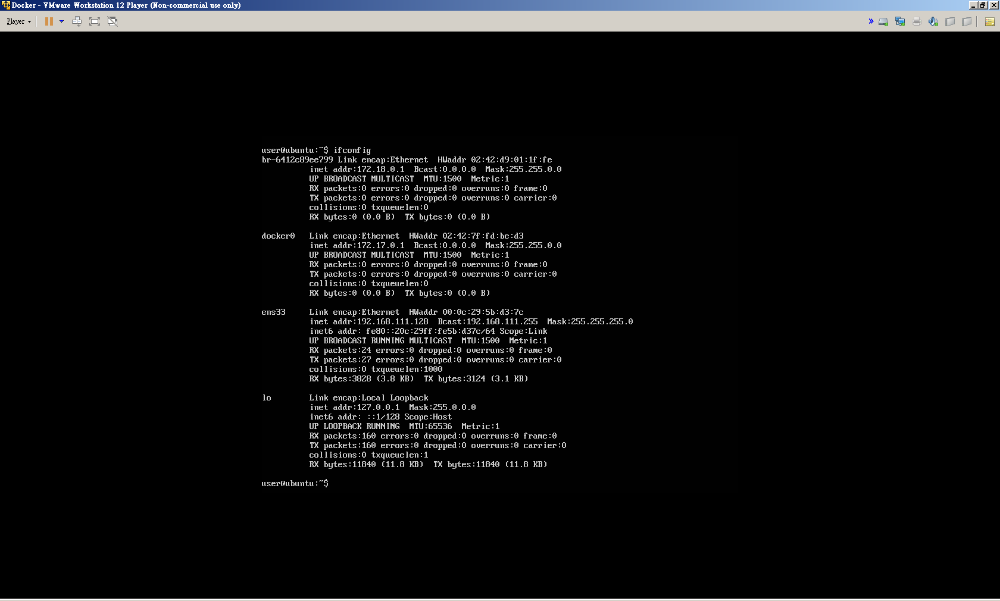 Docker - VMware Workstation 12 Player (Non-commercial use only)
Player
user@ubuntu:~$ ifconfig
br-6412c89ee799 Link encap:Ethernet  HWaddr 02:42:d9:01:1f:fe
          inet addr:172.18.0.1  Bcast:0.0.0.0  Mask:255.255.0.0
          UP BROADCAST MULTICAST  MTU:1500  Metric:1
          RX packets:0 errors:0 dropped:0 overruns:0 frame:0
          TX packets:0 errors:0 dropped:0 overruns:0 carrier:0
          collisions:0 txqueuelen:0
          RX bytes:0 (0.0 B)  TX bytes:0 (0.0 B)

docker0   Link encap:Ethernet  HWaddr 02:42:7f:fd:be:d3
          inet addr:172.17.0.1  Bcast:0.0.0.0  Mask:255.255.0.0
          UP BROADCAST MULTICAST  MTU:1500  Metric:1
          RX packets:0 errors:0 dropped:0 overruns:0 frame:0
          TX packets:0 errors:0 dropped:0 overruns:0 carrier:0
          collisions:0 txqueuelen:0
          RX bytes:0 (0.0 B)  TX bytes:0 (0.0 B)

ens33     Link encap:Ethernet  HWaddr 00:0c:29:5b:d3:7c
          inet addr:192.168.111.128  Bcast:192.168.111.255  Mask:255.255.255.0
          inet6 addr: fe80::20c:29ff:fe5b:d37c/64 Scope:Link
          UP BROADCAST RUNNING MULTICAST  MTU:1500  Metric:1
          RX packets:24 errors:0 dropped:0 overruns:0 frame:0
          TX packets:27 errors:0 dropped:0 overruns:0 carrier:0
          collisions:0 txqueuelen:1000
          RX bytes:3828 (3.8 KB)  TX bytes:3124 (3.1 KB)

lo        Link encap:Local Loopback
          inet addr:127.0.0.1  Mask:255.0.0.0
          inet6 addr: ::1/128 Scope:Host
          UP LOOPBACK RUNNING  MTU:65536  Metric:1
          RX packets:160 errors:0 dropped:0 overruns:0 frame:0
          TX packets:160 errors:0 dropped:0 overruns:0 carrier:0
          collisions:0 txqueuelen:1
          RX bytes:11840 (11.8 KB)  TX bytes:11840 (11.8 KB)

user@ubuntu:~$